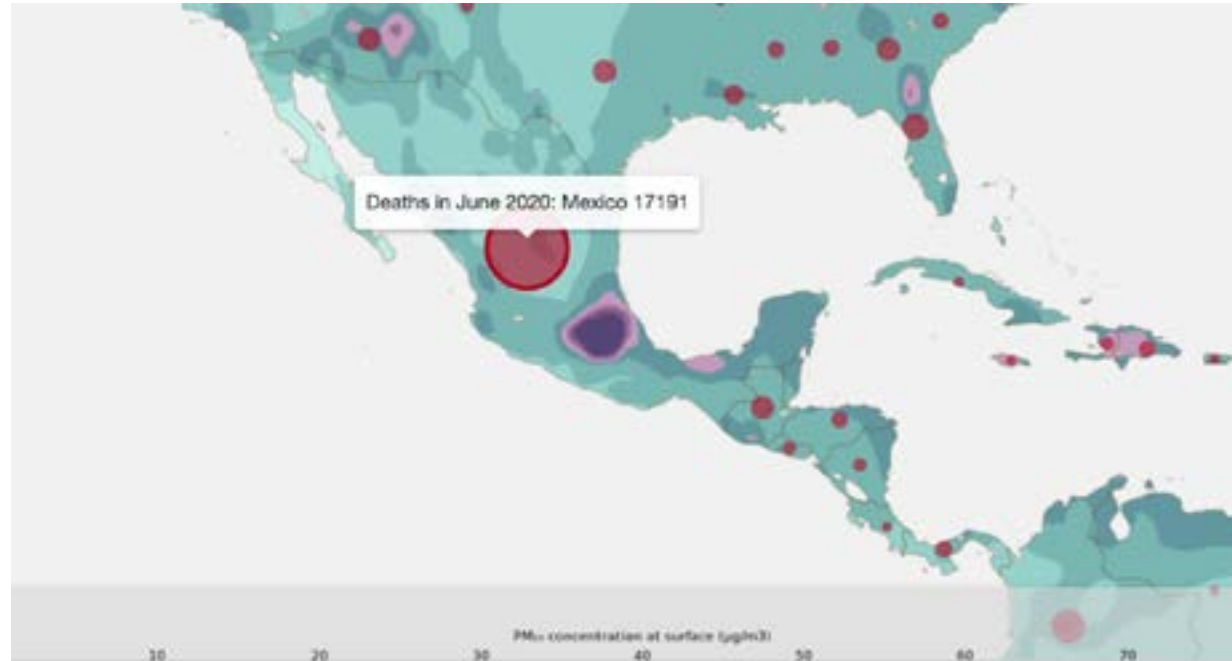 Deaths in June 2020: Mexico 17191
concentration at surface (µg/m3)
10 20 30 40 50 60 70